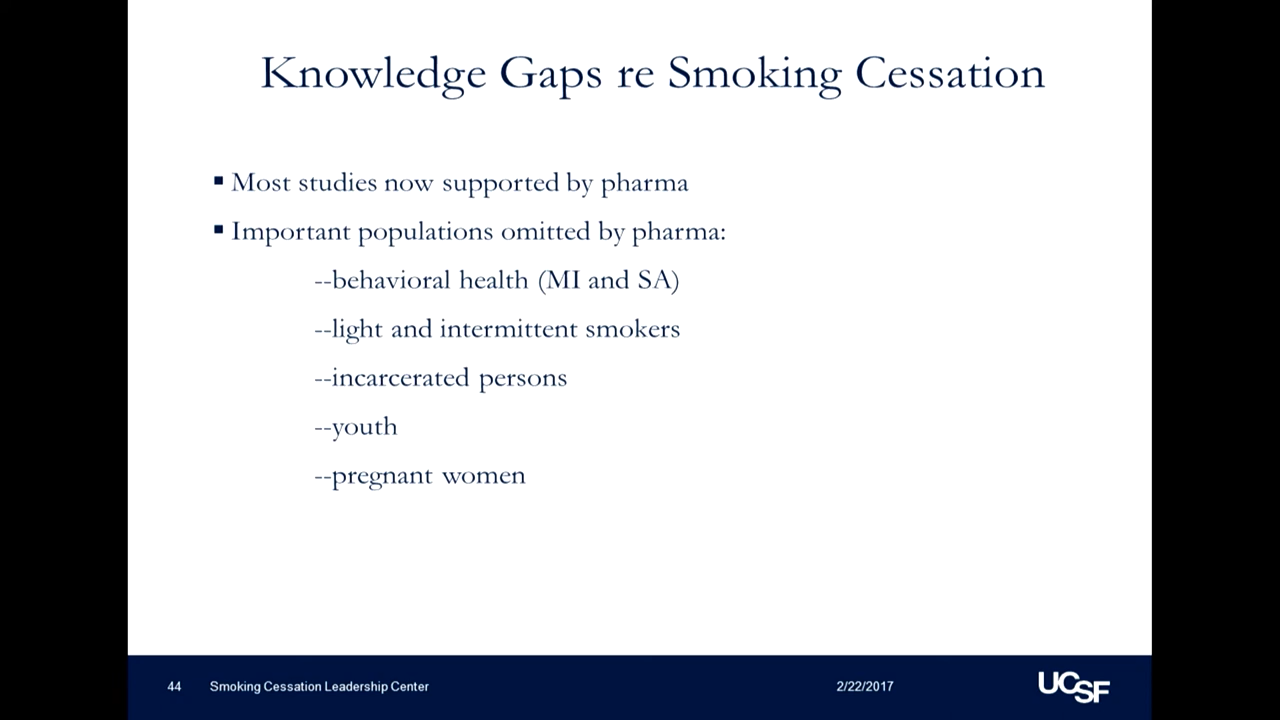 Knowledge Gaps re Smoking Cessation
▪ Most studies now supported by pharma
▪ Important populations omitted by pharma:
--behavioral health (MI and SA)
--light and intermittent smokers
--incarcerated persons
--youth
--pregnant women
44 Smoking Cessation Leadership Center 2/22/2017 UCSF